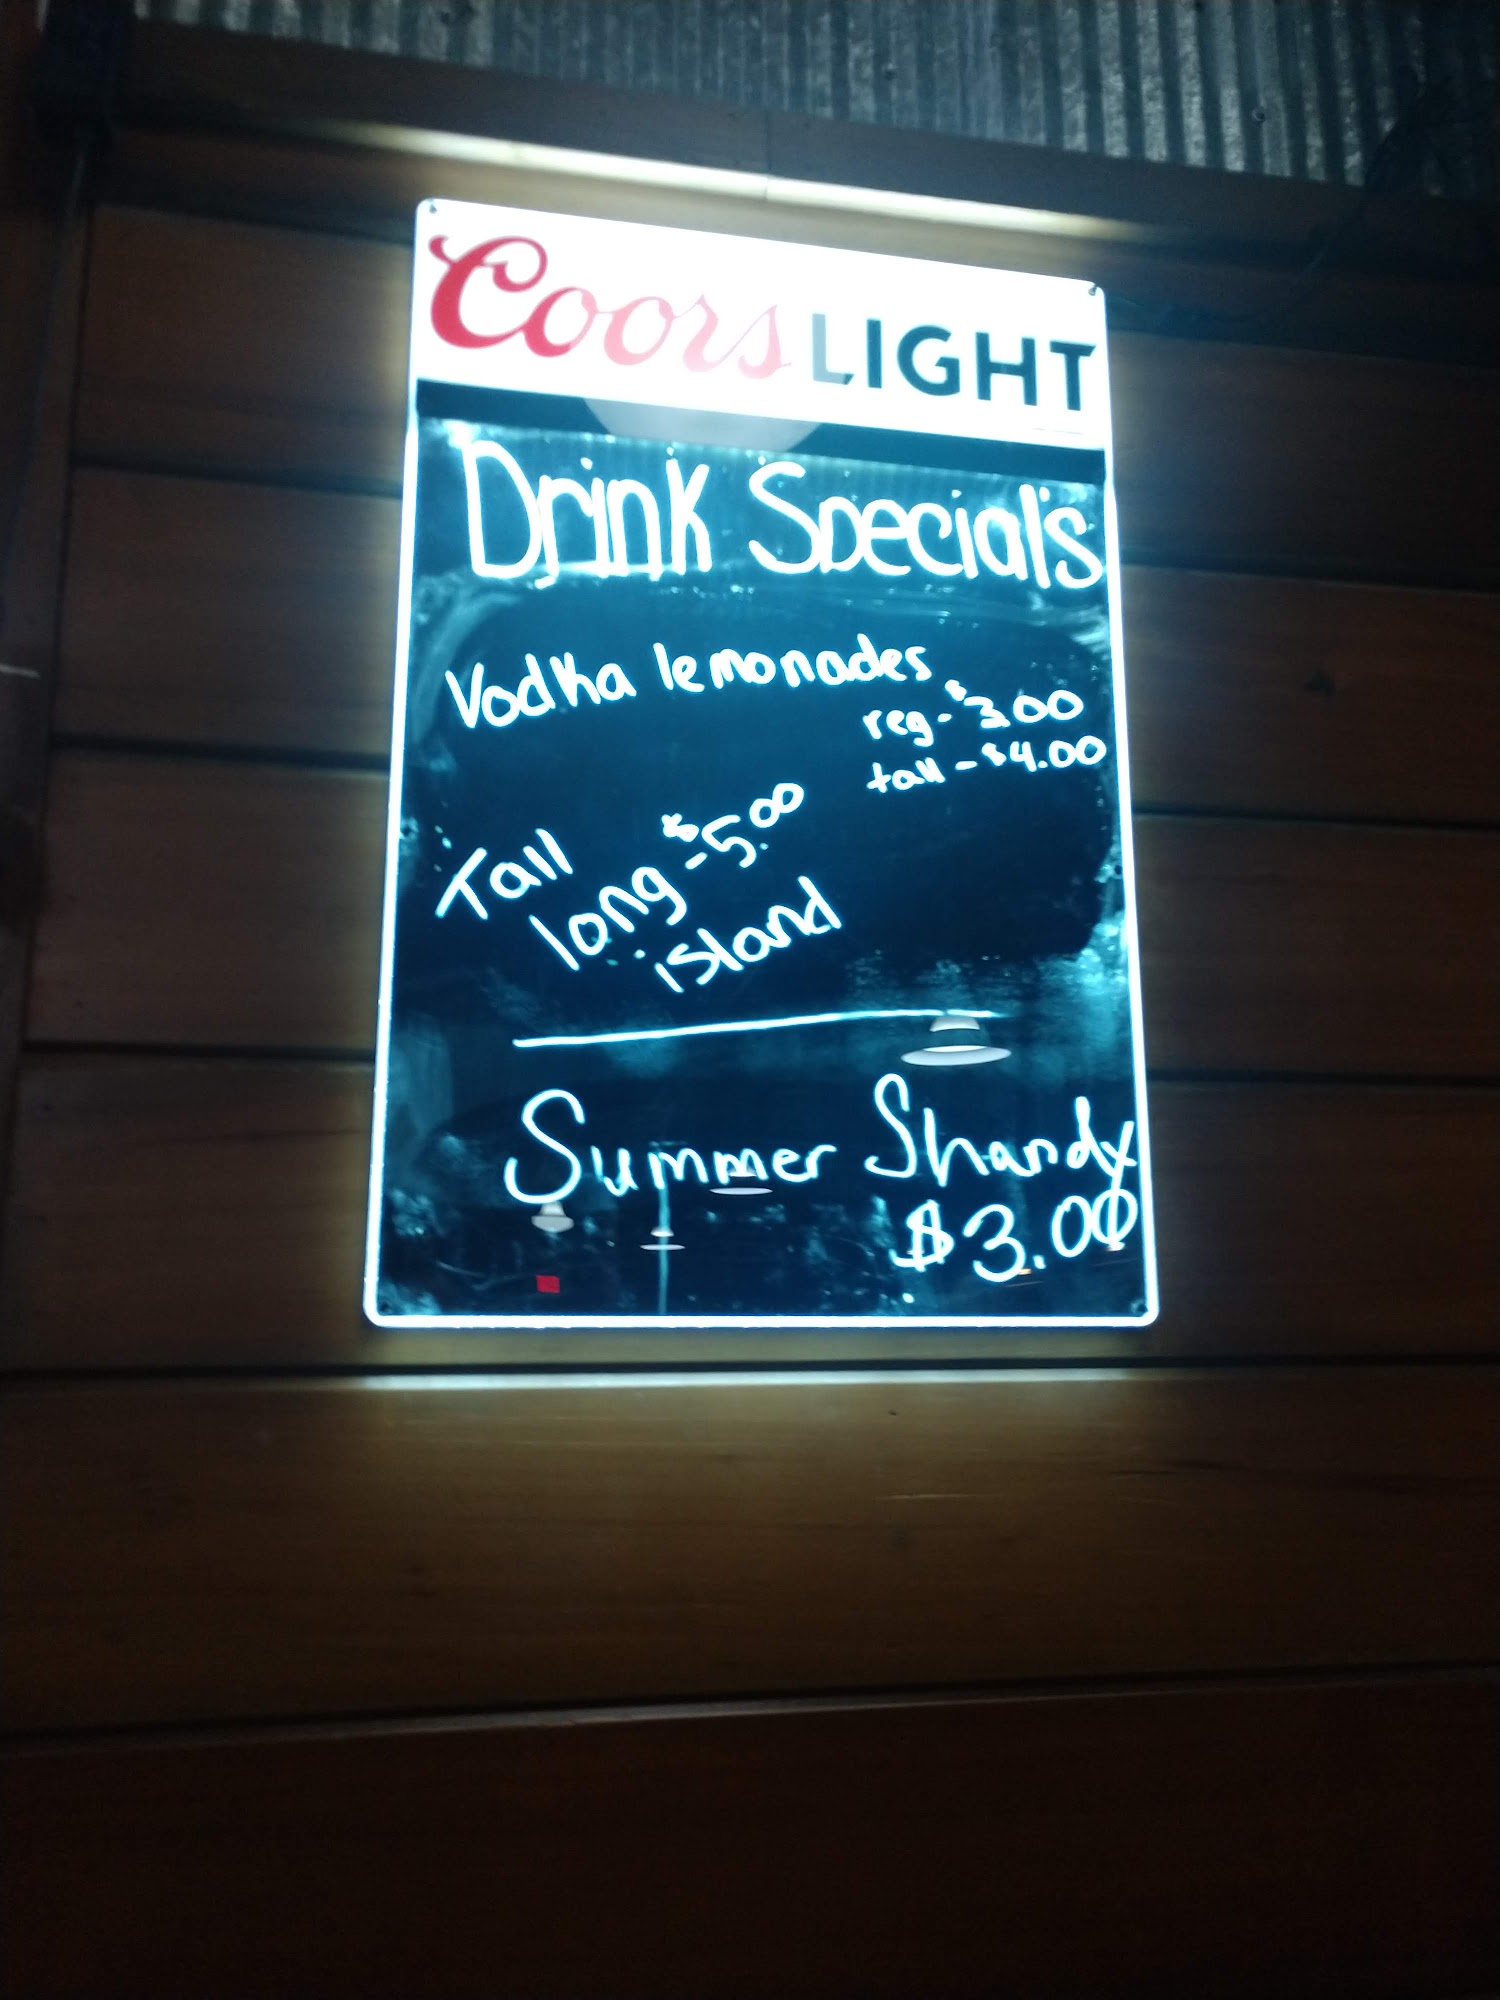 Coors LIGHT
Drink Special's
Vodka lemonades
reg - $3.00
tall - $4.00
Tall
long - $5.00
island
Summer Shandy
$3.00